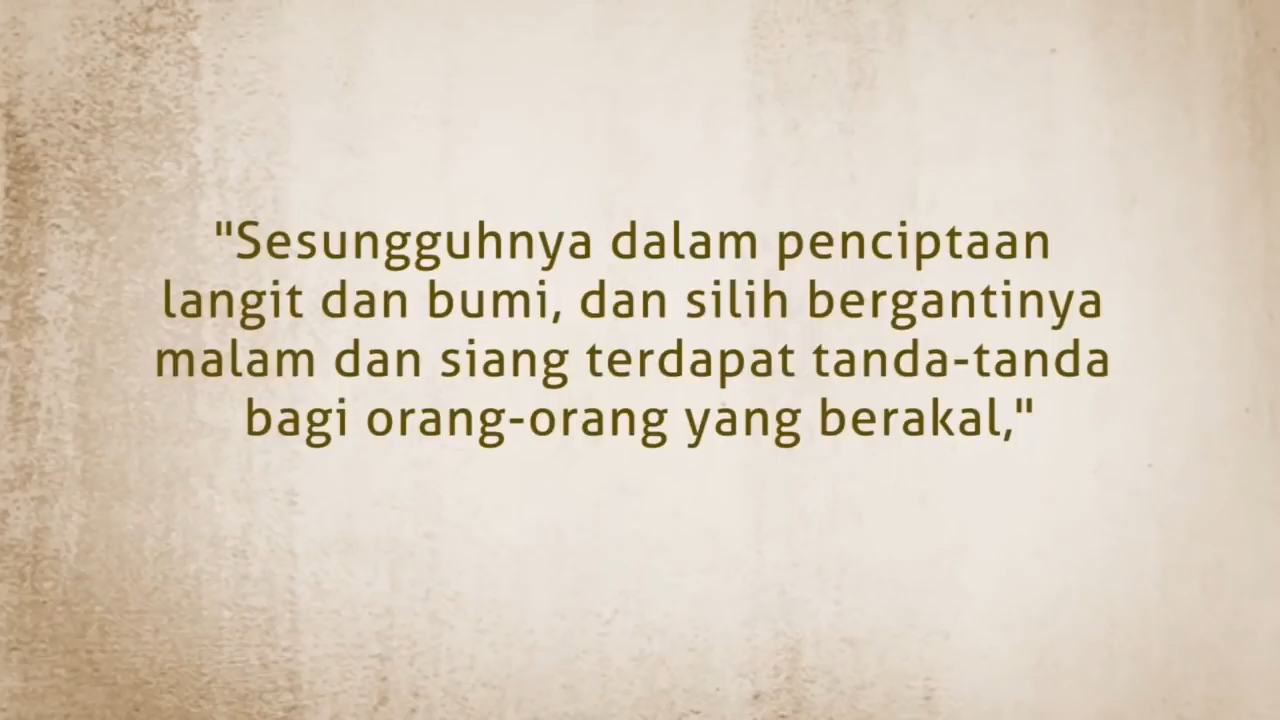 "Sesungguhnya dalam penciptaan
langit dan bumi, dan silih bergantinya
malam dan siang terdapat tanda-tanda
bagi orang-orang yang berakal,"